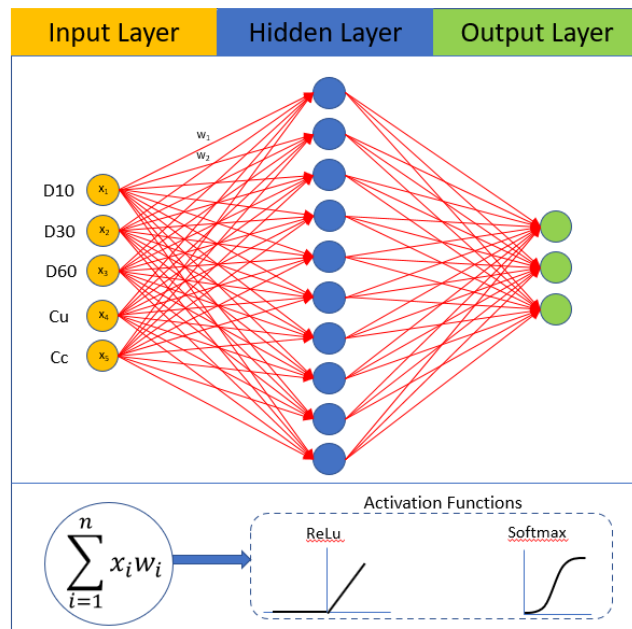 Input Layer Hidden Layer Output Layer
w₁
w₂
D10 x₁
D30 x₂
D60 x₃
Cu x₄
Cc x₅
Activation Functions
ReLu Softmax
n
∑ xᵢwᵢ
i=1